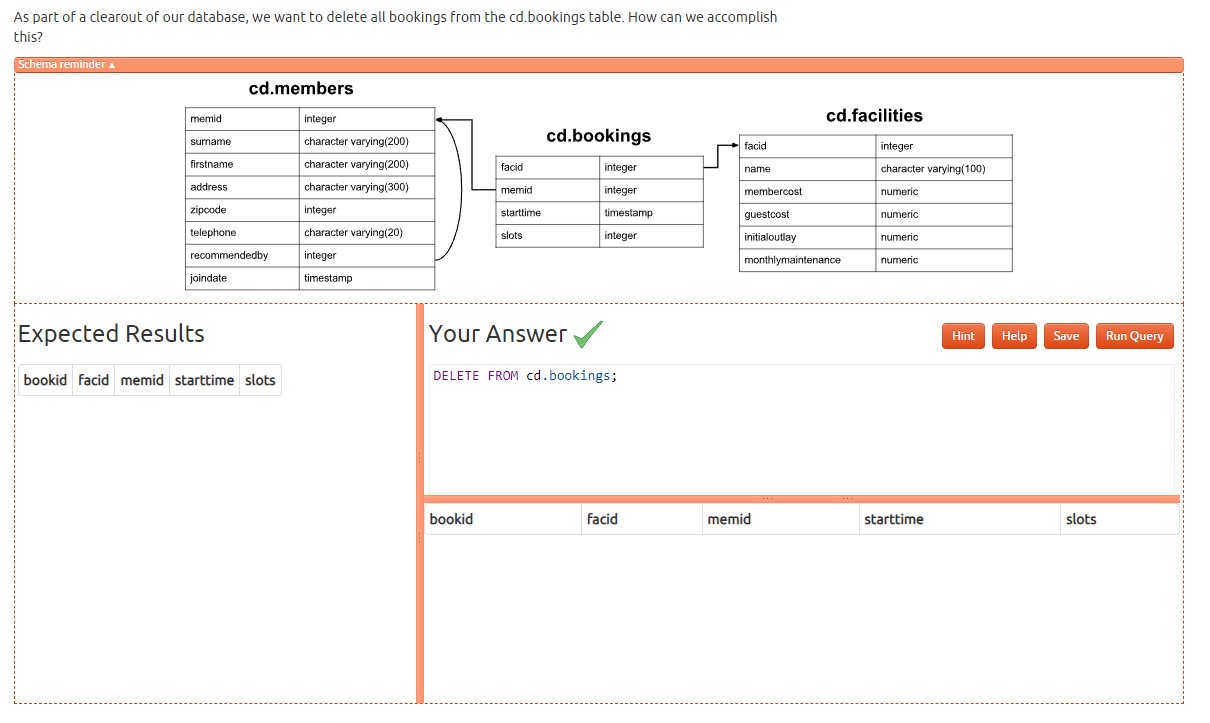 As part of a clearout of our database, we want to delete all bookings from the cd.bookings table. How can we accomplish
this?
Schema reminder ▲
cd.members
memid integer
surname character varying(200)
firstname character varying(200)
address character varying(300)
zipcode integer
telephone character varying(20)
recommendedby integer
joindate timestamp
cd.bookings
facid integer
memid integer
starttime timestamp
slots integer
cd.facilities
facid integer
name character varying(100)
membercost numeric
guestcost numeric
initialoutlay numeric
monthlymaintenance numeric
Expected Results
bookid facid memid starttime slots
Your Answer
Hint Help Save Run Query
DELETE FROM cd.bookings;
bookid facid memid starttime slots